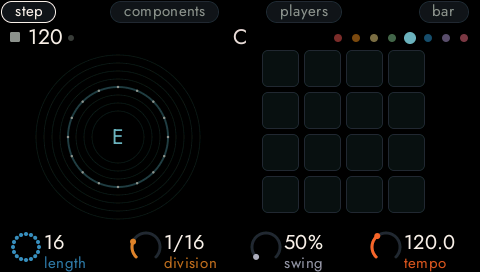 step components players bar
120 C
E
16 1/16 50% 120.0
length division swing tempo